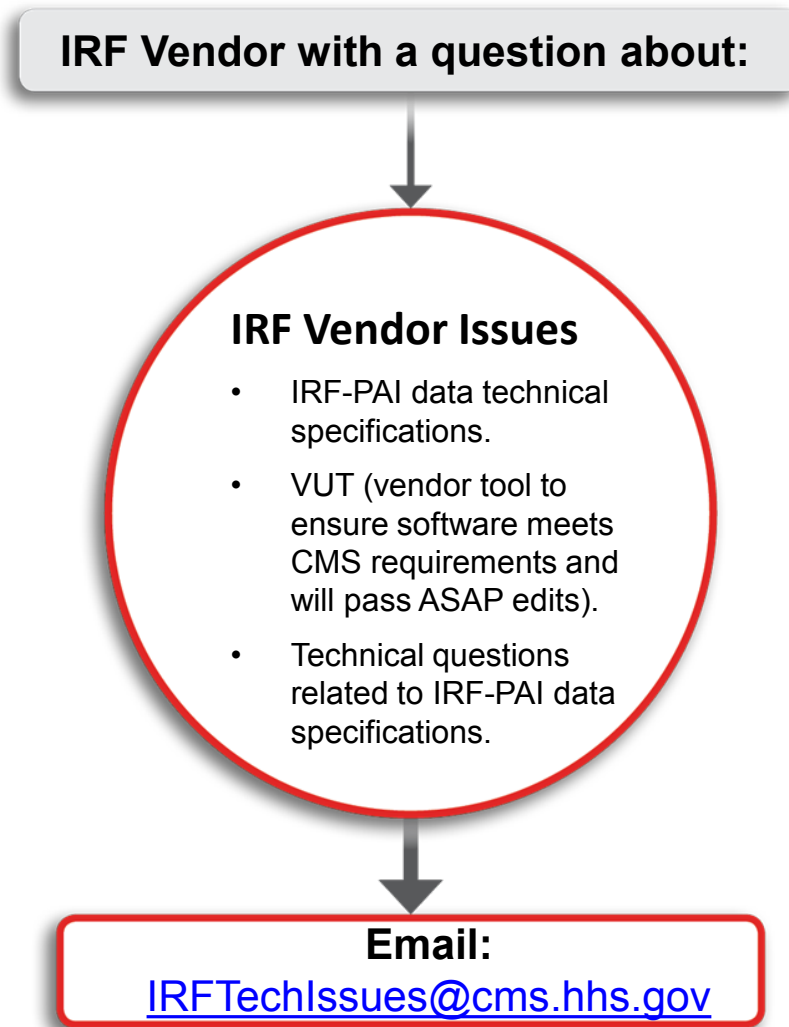 IRF Vendor with a question about:
IRF Vendor Issues
• IRF-PAI data technical
specifications.
• VUT (vendor tool to
ensure software meets
CMS requirements and
will pass ASAP edits).
• Technical questions
related to IRF-PAI data
specifications.
Email:
IRFTechIssues@cms.hhs.gov